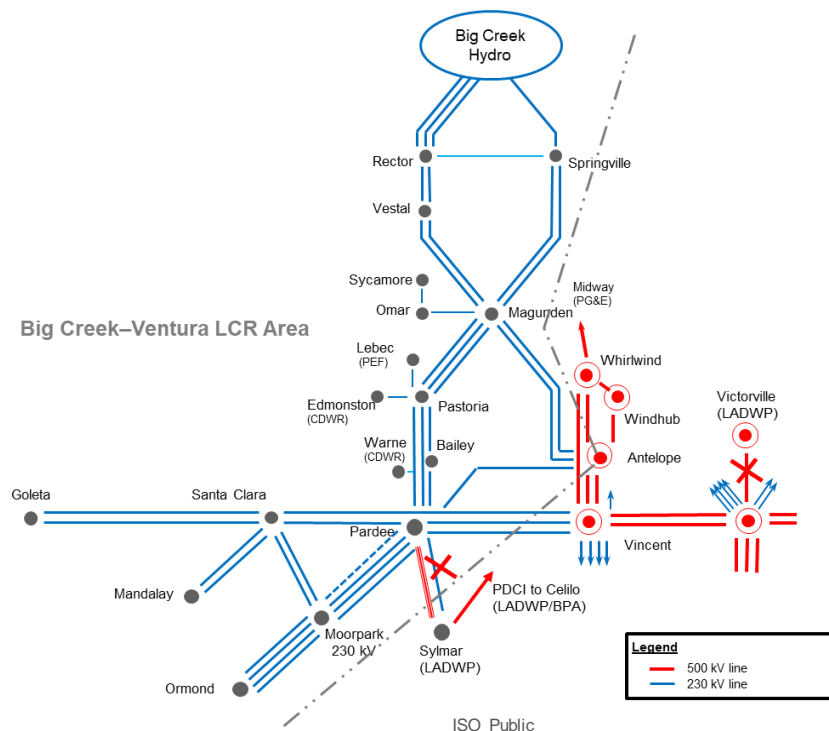 Big Creek
Hydro
Rector
Springville
Vestal
Sycamore
Omar
Magunden
Midway
(PG&E)
Big Creek–Ventura LCR Area
Lebec
(PEF)
Whirlwind
Edmonston
(CDWR)
Pastoria
Windhub
Victorville
(LADWP)
Warne
(CDWR)
Bailey
Antelope
Goleta
Santa Clara
Pardee
Vincent
Mandalay
PDCI to Celilo
(LADWP/BPA)
Moorpark
230 kV
Sylmar
(LADWP)
Ormond
Legend
500 kV line
230 kV line
ISO Public